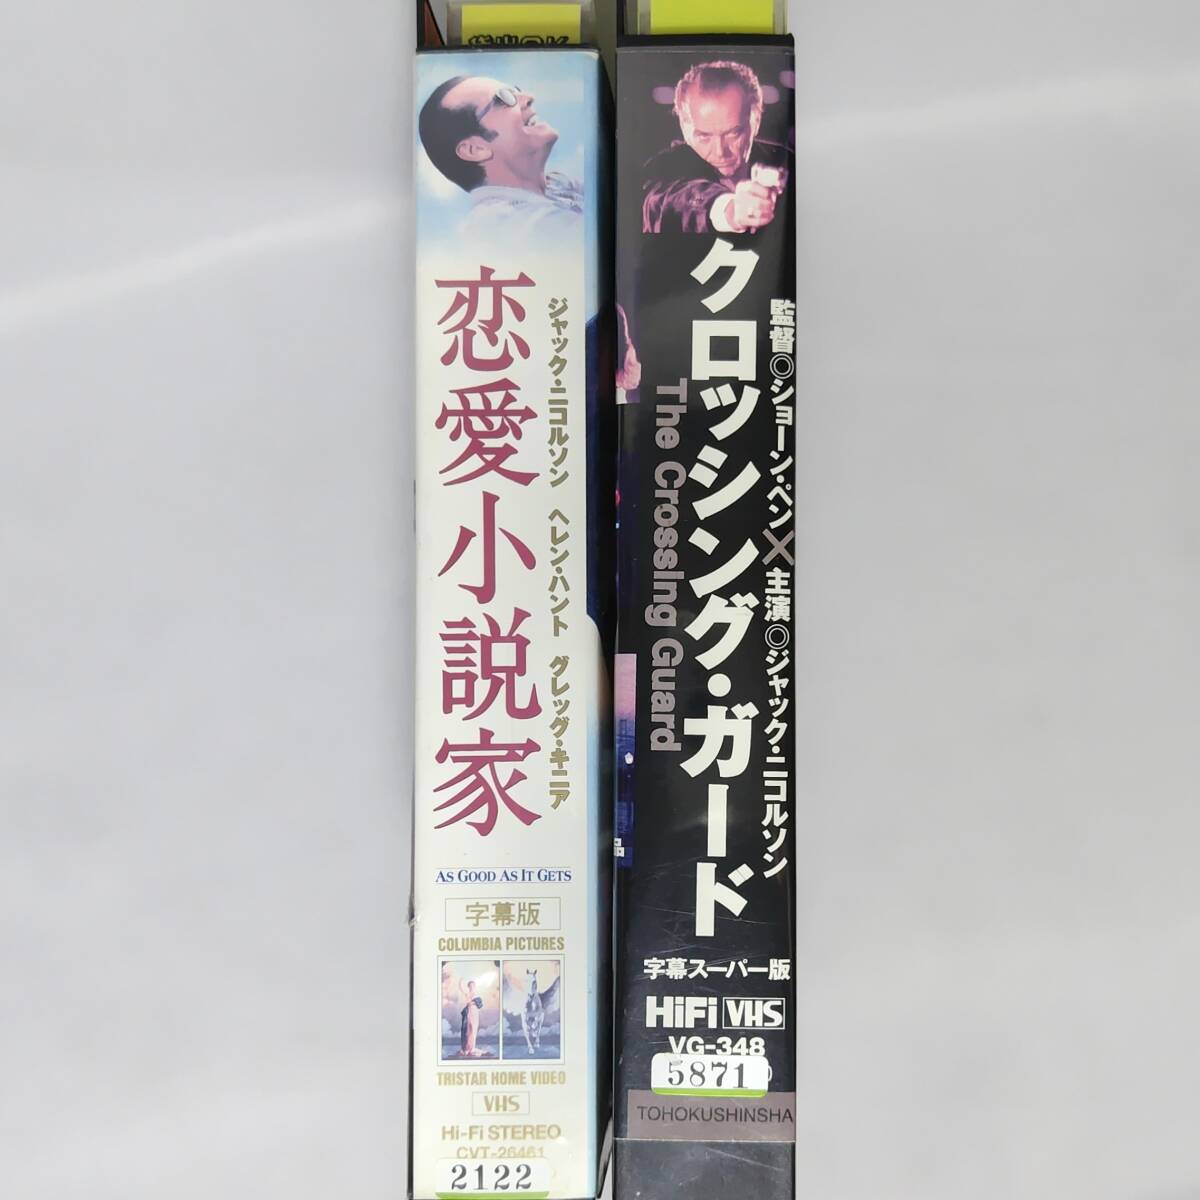 恋愛小説家
ジャック・ニコルソン ヘレン・ハント グレッグ・キニア
AS GOOD AS IT GETS
字幕版
COLUMBIA PICTURES
TRISTAR HOME VIDEO
VHS
Hi-Fi STEREO
CVT-26461
2122
監督◎ショーン・ペン×主演◎ジャック・ニコルソン
クロッシング・ガード
The Crossing Guard
品
字幕スーパー版
HiFi VHS
VG-348
5871
TOHOKUSHINSHA